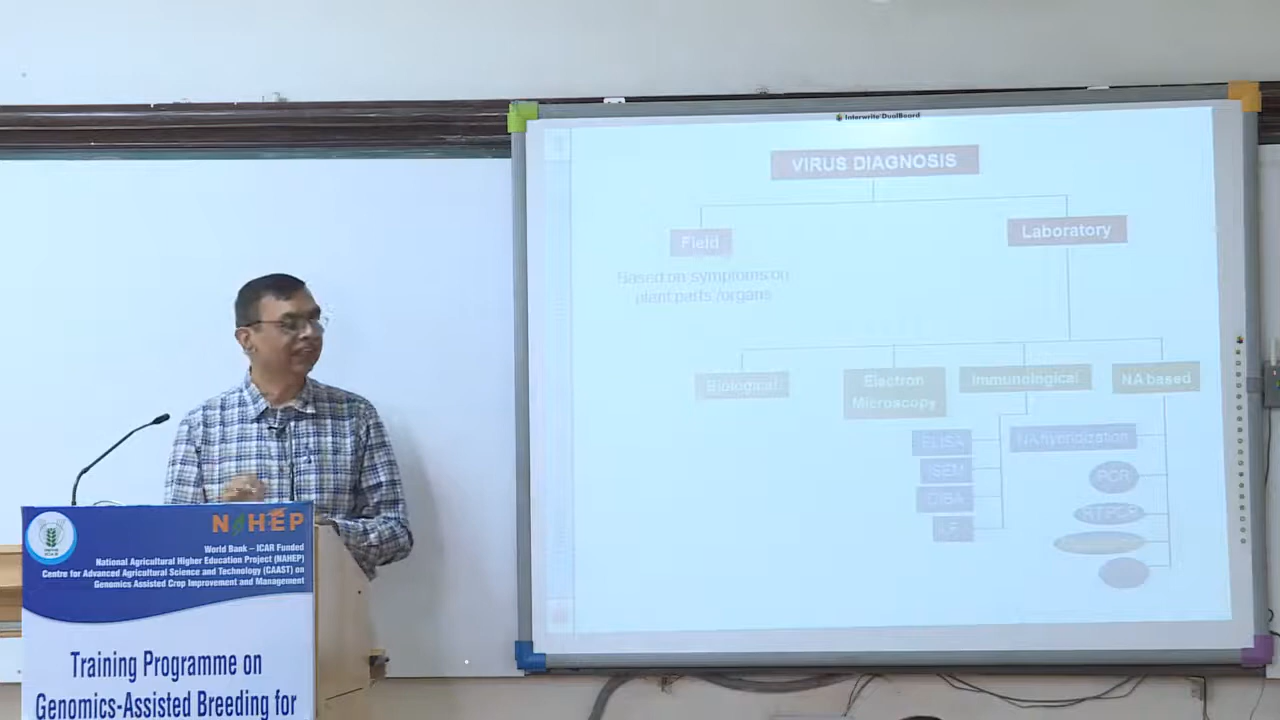 Interwrite DualBoard
VIRUS DIAGNOSIS
Field
Laboratory
Based on symptoms on
plant parts /organs
Biological
Electron
Microscopy
Immunological
NA based
ELISA
ISEM
DIBA
NA hybridization
PCR
RT PCR
NAHEP
World Bank – ICAR Funded
National Agricultural Higher Education Project (NAHEP)
Centre for Advanced Agricultural Science and Technology (CAAST) on
Genomics Assisted Crop Improvement and Management
Training Programme on
Genomics-Assisted Breeding for